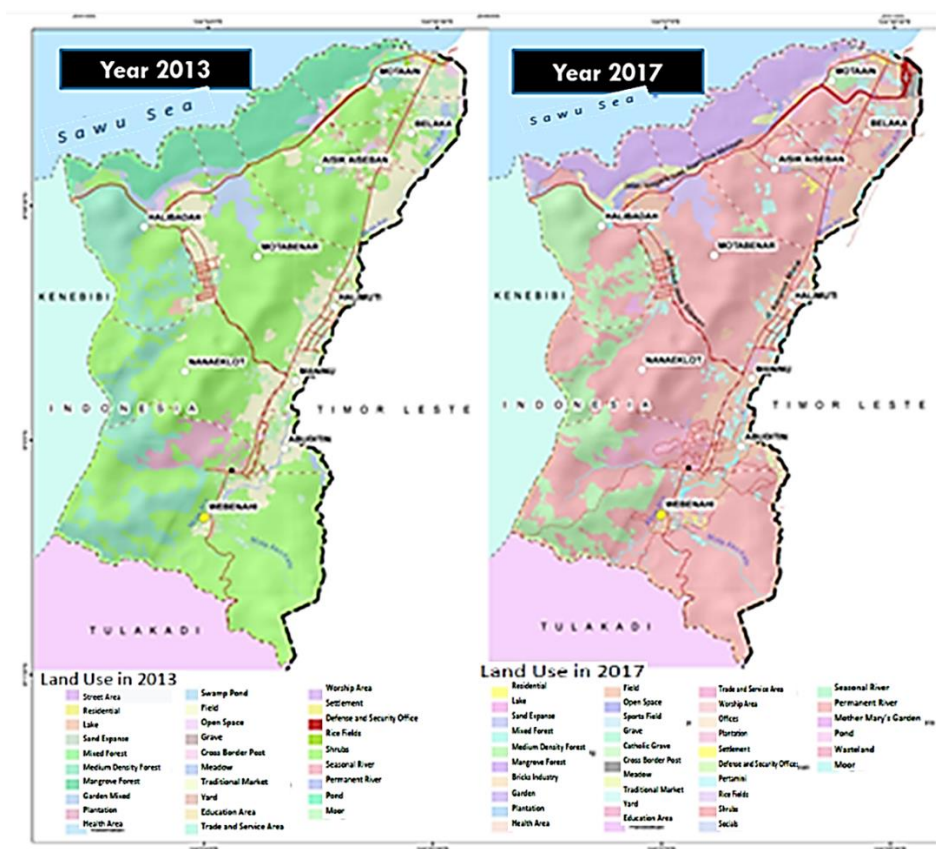 Year 2013
Sawu Sea
MOTAAIN
BELAKA
AISIK AISEBAN
HALIBADAH
MOTABENAR
KENEBIBI
HALIMUTI
NANAEKLOT
INDONESIA
TIMOR LESTE
WEBENAHI
TULAKADI
Year 2017
Sawu Sea
MOTAAIN
BELAKA
AISIK AISEBAN
HALIBADAH
MOTABENAR
KENEBIBI
HALIMUTI
NANAEKLOT
INDONESIA
TIMOR LESTE
WEBENAHI
TULAKADI
Land Use in 2013
Street Area
Residential
Lake
Sand Expanse
Mixed Forest
Medium Density Forest
Mangrove Forest
Garden Mixed
Plantation
Health Area
Swamp Pond
Field
Open Space
Grave
Cross Border Post
Meadow
Traditional Market
Yard
Education Area
Trade and Service Area
Worship Area
Settlement
Defense and Security Office
Rice Fields
Shrubs
Seasonal River
Permanent River
Pond
Moor
Land Use in 2017
Residential
Lake
Sand Expanse
Mixed Forest
Medium Density Forest
Mangrove Forest
Bricks Industry
Garden
Plantation
Health Area
Field
Open Space
Sports Field
Grave
Catholic Grave
Cross Border Post
Meadow
Traditional Market
Yard
Education Area
Trade and Service Area
Worship Area
Offices
Plantation
Settlement
Defense and Security Offices
Pertamini
Rice Fields
Shrubs
Seasonal River
Permanent River
Mother Mary's Garden
Pond
Wasteland
Moor